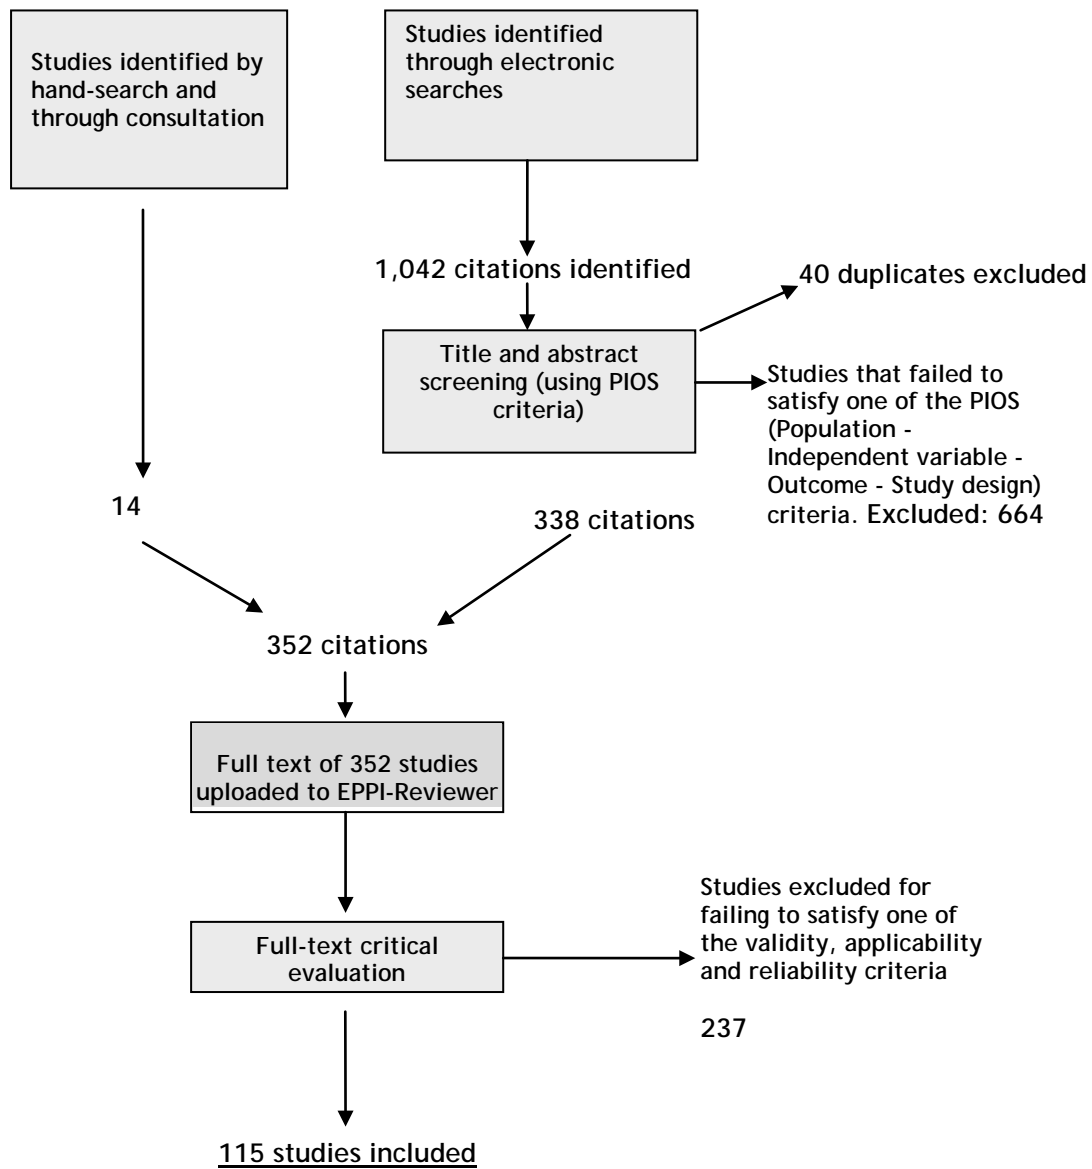 Studies identified by
hand-search and
through consultation
Studies identified
through electronic
searches
1,042 citations identified
40 duplicates excluded
Title and abstract
screening (using PIOS
criteria)
Studies that failed to
satisfy one of the PIOS
(Population -
Independent variable -
Outcome - Study design)
criteria. Excluded: 664
14
338 citations
352 citations
Full text of 352 studies
uploaded to EPPI-Reviewer
Full-text critical
evaluation
Studies excluded for
failing to satisfy one of
the validity, applicability
and reliability criteria
237
115 studies included